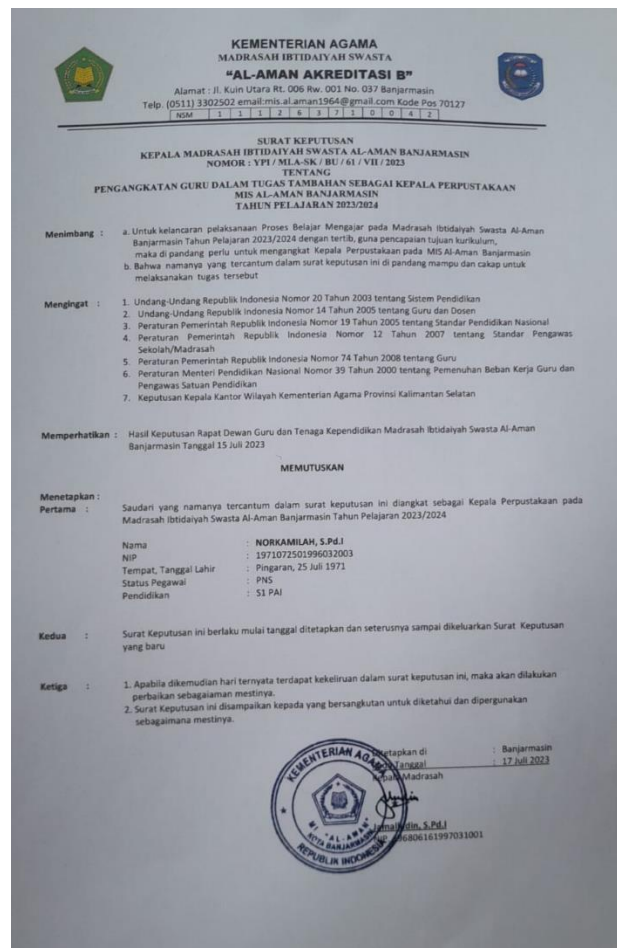 KEMENTERIAN AGAMA
MADRASAH IBTIDAIYAH SWASTA
"AL-AMAN AKREDITASI B"
Alamat : Jl. Kuin Utara Rt. 006 Rw. 001 No. 037 Banjarmasin
Telp. (0511) 3302502 email:mis.al.aman1964@gmail.com Kode Pos 70127
NSM 1 1 1 2 6 3 7 1 0 0 4 2
SURAT KEPUTUSAN
KEPALA MADRASAH IBTIDAIYAH SWASTA AL-AMAN BANJARMASIN
NOMOR : YPI / MI.A-SK / BU / 61 / VII / 2023
TENTANG
PENGANGKATAN GURU DALAM TUGAS TAMBAHAN SEBAGAI KEPALA PERPUSTAKAAN
MIS AL-AMAN BANJARMASIN
TAHUN PELAJARAN 2023/2024
Menimbang : a. Untuk kelancaran pelaksanaan Proses Belajar Mengajar pada Madrasah Ibtidaiyah Swasta Al-Aman
Banjarmasin Tahun Pelajaran 2023/2024 dengan tertib, guna pencapaian tujuan kurikulum,
maka di pandang perlu untuk mengangkat Kepala Perpustakaan pada MIS Al-Aman Banjarmasin
b. Bahwa namanya yang tercantum dalam surat keputusan ini di pandang mampu dan cakap untuk
melaksanakan tugas tersebut
Mengingat : 1. Undang-Undang Republik Indonesia Nomor 20 Tahun 2003 tentang Sistem Pendidikan
2. Undang-Undang Republik Indonesia Nomor 14 Tahun 2005 tentang Guru dan Dosen
3. Peraturan Pemerintah Republik Indonesia Nomor 19 Tahun 2005 tentang Standar Pendidikan Nasional
4. Peraturan Pemerintah Republik Indonesia Nomor 12 Tahun 2007 tentang Standar Pengawas
Sekolah/Madrasah
5. Peraturan Pemerintah Republik Indonesia Nomor 74 Tahun 2008 tentang Guru
6. Peraturan Menteri Pendidikan Nasional Nomor 39 Tahun 2000 tentang Pemenuhan Beban Kerja Guru dan
Pengawas Satuan Pendidikan
7. Keputusan Kepala Kantor Wilayah Kementerian Agama Provinsi Kalimantan Selatan
Memperhatikan : Hasil Keputusan Rapat Dewan Guru dan Tenaga Kependidikan Madrasah Ibtidaiyah Swasta Al-Aman
Banjarmasin Tanggal 15 Juli 2023
MEMUTUSKAN
Menetapkan :
Pertama : Saudari yang namanya tercantum dalam surat keputusan ini diangkat sebagai Kepala Perpustakaan pada
Madrasah Ibtidaiyah Swasta Al-Aman Banjarmasin Tahun Pelajaran 2023/2024
Nama : NORKAMILAH, S.Pd.I
NIP : 1971072501996032003
Tempat, Tanggal Lahir : Pingaran, 25 Juli 1971
Status Pegawai : PNS
Pendidikan : S1 PAI
Kedua : Surat Keputusan ini berlaku mulai tanggal ditetapkan dan seterusnya sampai dikeluarkan Surat Keputusan
yang baru
Ketiga : 1. Apabila dikemudian hari ternyata terdapat kekeliruan dalam surat keputusan ini, maka akan dilakukan
perbaikan sebagaiaman mestinya.
2. Surat Keputusan ini disampaikan kepada yang bersangkutan untuk diketahui dan dipergunakan
sebagaimana mestinya.
Ditetapkan di : Banjarmasin
Tanggal : 17 Juli 2023
Kepala Madrasah
S.Pd.I
196806161997031001
KEMENTERIAN AGAMA
MI "AL-AMAN"
KOTA BANJARMASIN
REPUBLIK INDONESIA